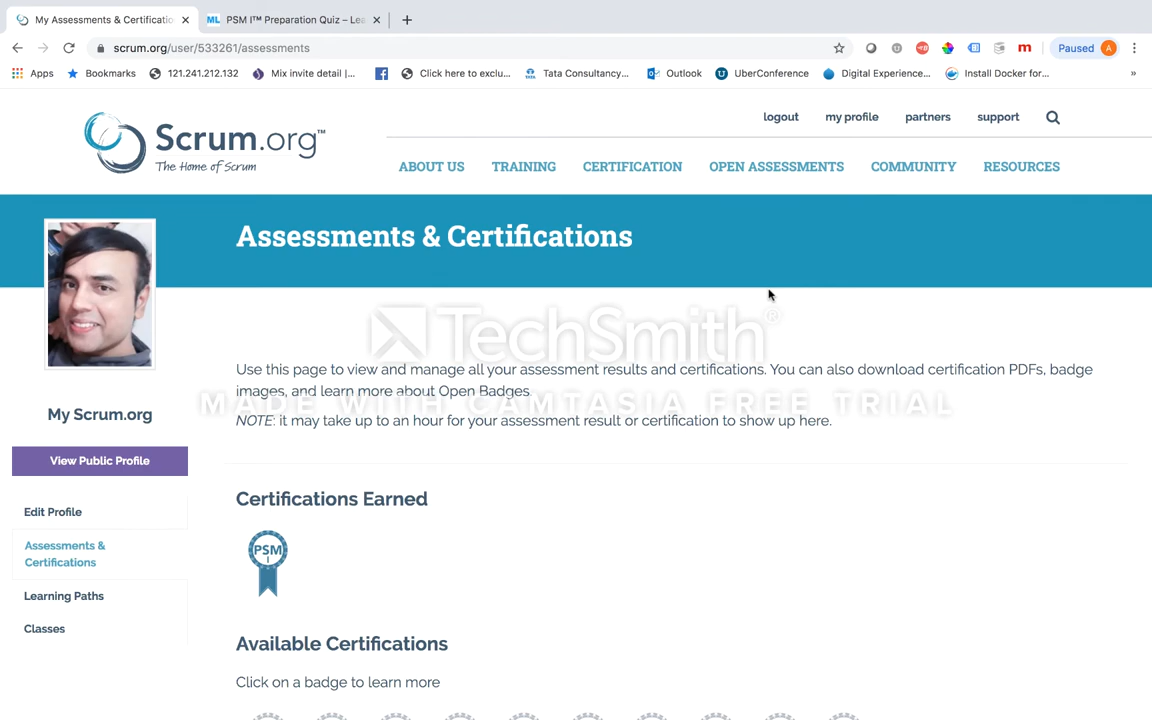 My Assessments & Certificatio
ML PSM I™ Preparation Quiz – Lea
scrum.org/user/533261/assessments
Paused A
Apps
Bookmarks
121.241.212.132
Mix invite detail |...
Click here to exclu...
Tata Consultancy...
Outlook
UberConference
Digital Experience...
Install Docker for...
»
Scrum.org™
The Home of Scrum
logout
my profile
partners
support
ABOUT US
TRAINING
CERTIFICATION
OPEN ASSESSMENTS
COMMUNITY
RESOURCES
Assessments & Certifications
TechSmith®
MADE WITH CAMTASIA FREE TRIAL
Use this page to view and manage all your assessment results and certifications. You can also download certification PDFs, badge
images, and learn more about Open Badges.
NOTE: it may take up to an hour for your assessment result or certification to show up here.
My Scrum.org
View Public Profile
Edit Profile
Assessments &
Certifications
Learning Paths
Classes
Certifications Earned
PSM
I
Available Certifications
Click on a badge to learn more